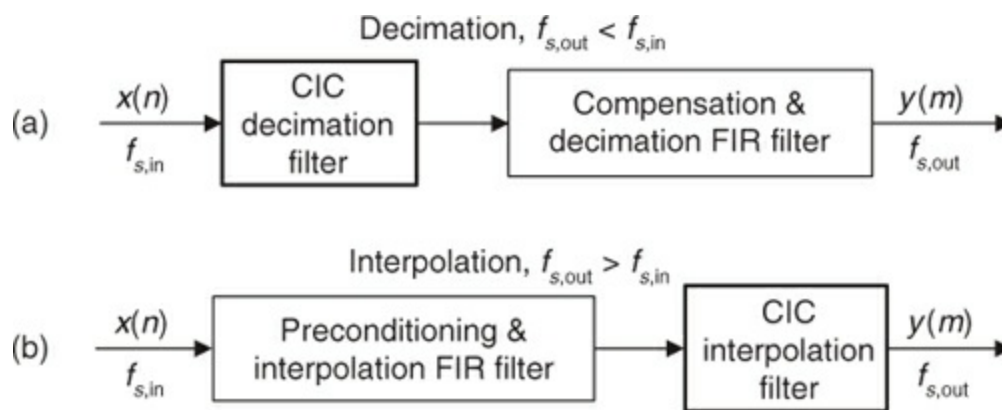 Decimation, f_s,out < f_s,in
(a)
x(n)
f_s,in
CIC
decimation
filter
Compensation &
decimation FIR filter
y(m)
f_s,out
Interpolation, f_s,out > f_s,in
(b)
x(n)
f_s,in
Preconditioning &
interpolation FIR filter
CIC
interpolation
filter
y(m)
f_s,out